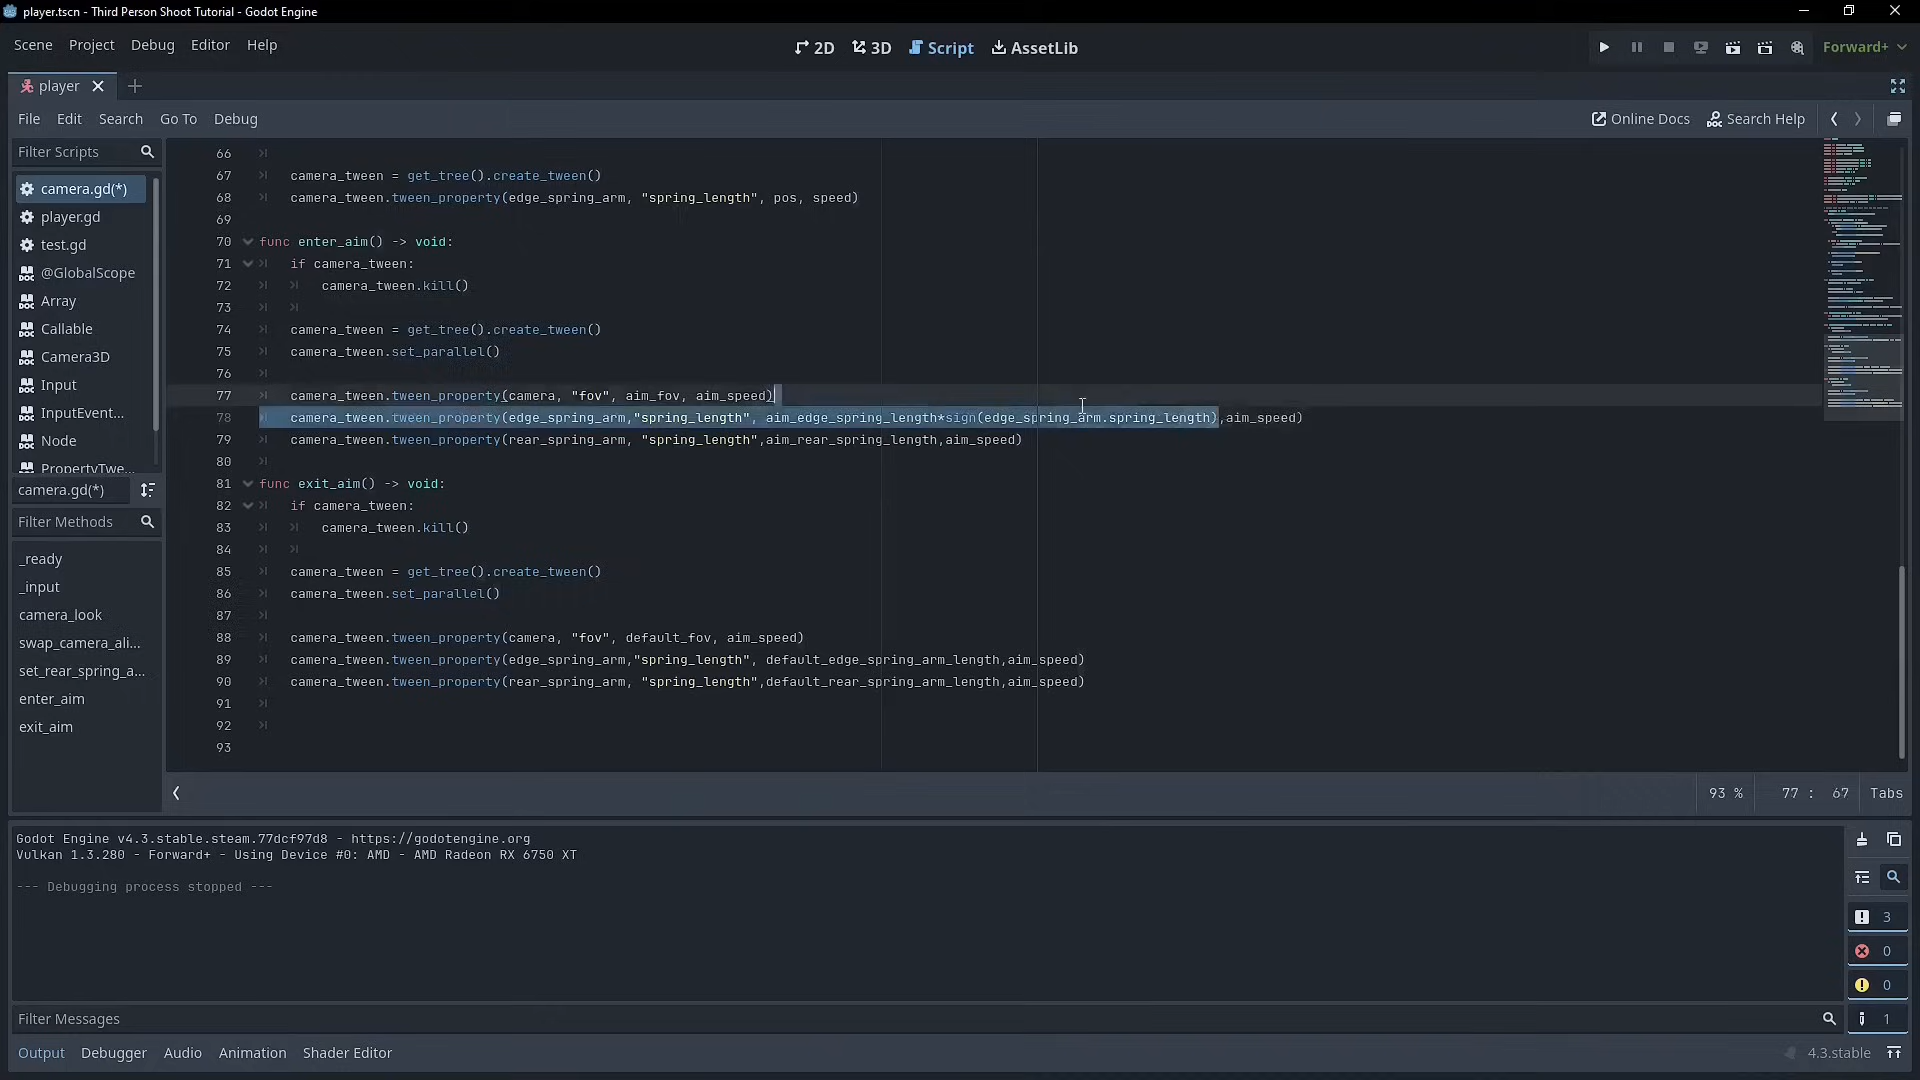 player.tscn - Third Person Shoot Tutorial - Godot Engine
Scene Project Debug Editor Help
2D 3D Script AssetLib
Forward+
player
File Edit Search Go To Debug
Online Docs Search Help
Filter Scripts
camera.gd(*)
player.gd
test.gd
@GlobalScope
Array
Callable
Camera3D
Input
InputEvent...
Node
PropertyTwe...
camera.gd(*)
Filter Methods
_ready
_input
camera_look
swap_camera_ali...
set_rear_spring_a...
enter_aim
exit_aim
66
67 camera_tween = get_tree().create_tween()
68 camera_tween.tween_property(edge_spring_arm, "spring_length", pos, speed)
69
70 func enter_aim() -> void:
71 if camera_tween:
72 camera_tween.kill()
73
74 camera_tween = get_tree().create_tween()
75 camera_tween.set_parallel()
76
77 camera_tween.tween_property(camera, "fov", aim_fov, aim_speed)
78 camera_tween.tween_property(edge_spring_arm,"spring_length", aim_edge_spring_length*sign(edge_spring_arm.spring_length),aim_speed)
79 camera_tween.tween_property(rear_spring_arm, "spring_length",aim_rear_spring_length,aim_speed)
80
81 func exit_aim() -> void:
82 if camera_tween:
83 camera_tween.kill()
84
85 camera_tween = get_tree().create_tween()
86 camera_tween.set_parallel()
87
88 camera_tween.tween_property(camera, "fov", default_fov, aim_speed)
89 camera_tween.tween_property(edge_spring_arm,"spring_length", default_edge_spring_arm_length,aim_speed)
90 camera_tween.tween_property(rear_spring_arm, "spring_length",default_rear_spring_arm_length,aim_speed)
91
92
93
93 % 77 : 67 Tabs
Godot Engine v4.3.stable.steam.77dcf97d8 - https://godotengine.org
Vulkan 1.3.280 - Forward+ - Using Device #0: AMD - AMD Radeon RX 6750 XT
--- Debugging process stopped ---
3
0
0
1
Filter Messages
Output Debugger Audio Animation Shader Editor
4.3.stable